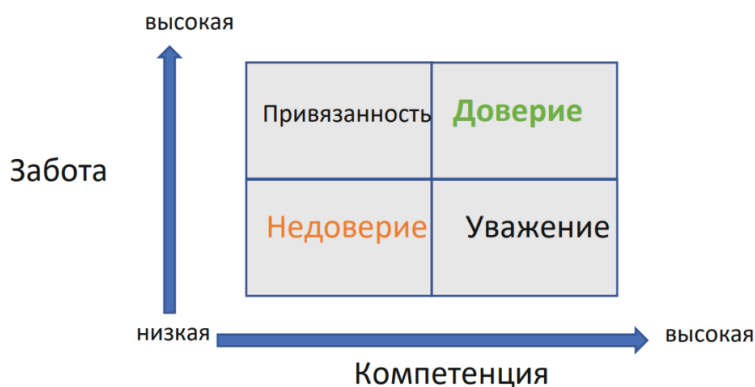 высокая
Привязанность Доверие
Забота
Недоверие Уважение
низкая высокая
Компетенция